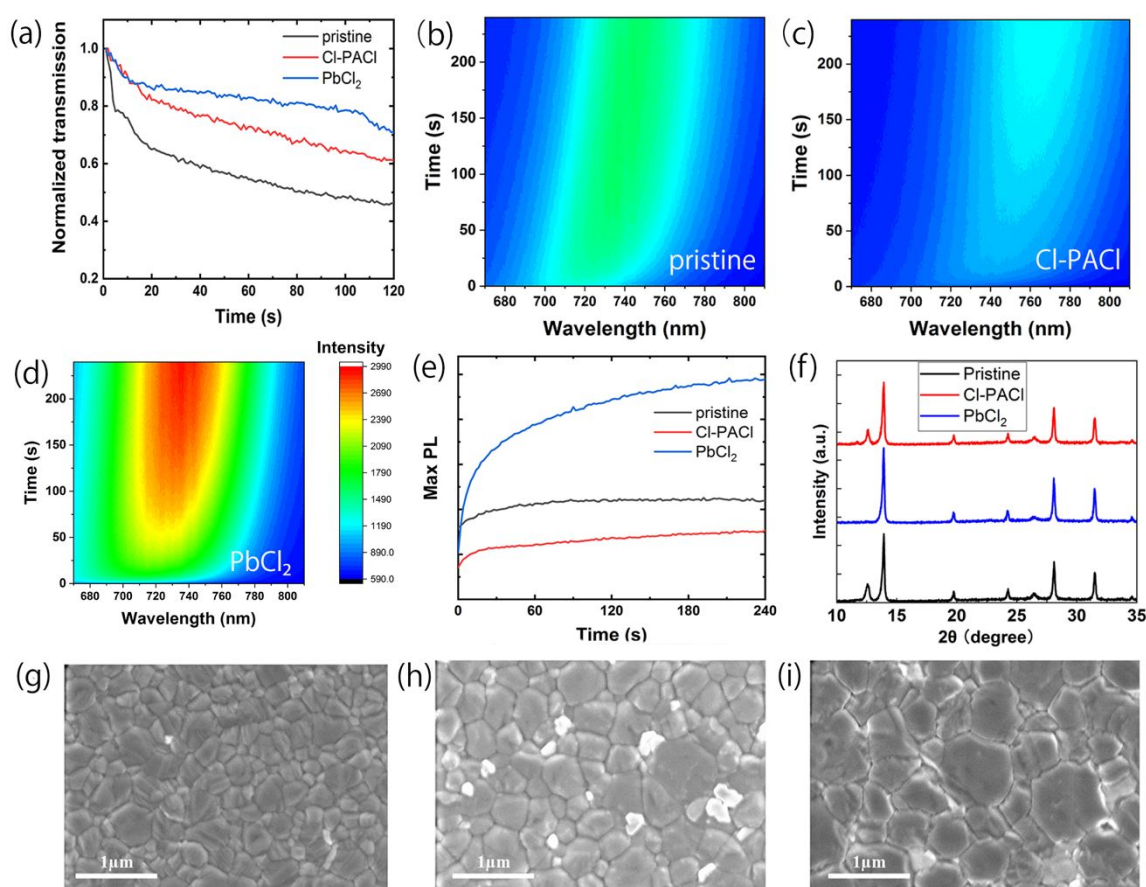 (a)
Normalized transmission
1.0
0.8
0.6
0.4
0.2
pristine
Cl-PACl
PbCl₂
0 20 40 60 80 100 120
Time (s)
(b)
Time (s)
200
150
100
50
0
pristine
680 700 720 740 760 780 800
Wavelength (nm)
(c)
Time (s)
200
150
100
50
0
Cl-PACl
680 700 720 740 760 780 800
Wavelength (nm)
(d)
Time (s)
200
150
100
50
0
PbCl₂
680 700 720 740 760 780 800
Wavelength (nm)
Intensity
2990
2690
2390
2090
1790
1490
1190
890.0
590.0
(e)
Max PL
pristine
Cl-PACl
PbCl₂
0 60 120 180 240
Time (s)
(f)
Intensity (a.u.)
Pristine
Cl-PACl
PbCl₂
10 15 20 25 30 35
2θ (degree)
(g)
1μm
(h)
1μm
(i)
1μm